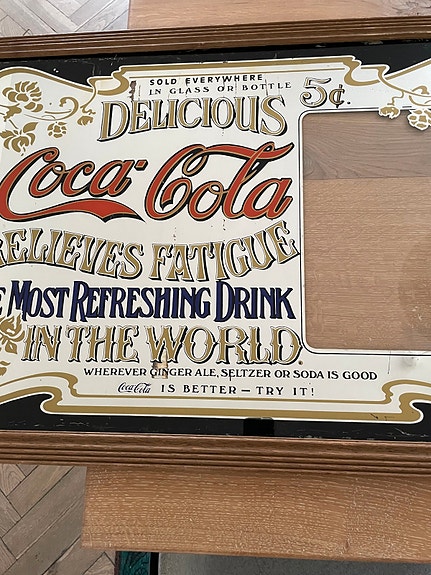 SOLD EVERYWHERE
IN GLASS OR BOTTLE
5¢.
DELICIOUS
Coca-Cola
RELIEVES FATIGUE
E MOST REFRESHING DRINK
IN THE WORLD.
WHEREVER GINGER ALE, SELTZER OR SODA IS GOOD
Coca-Cola IS BETTER - TRY IT!